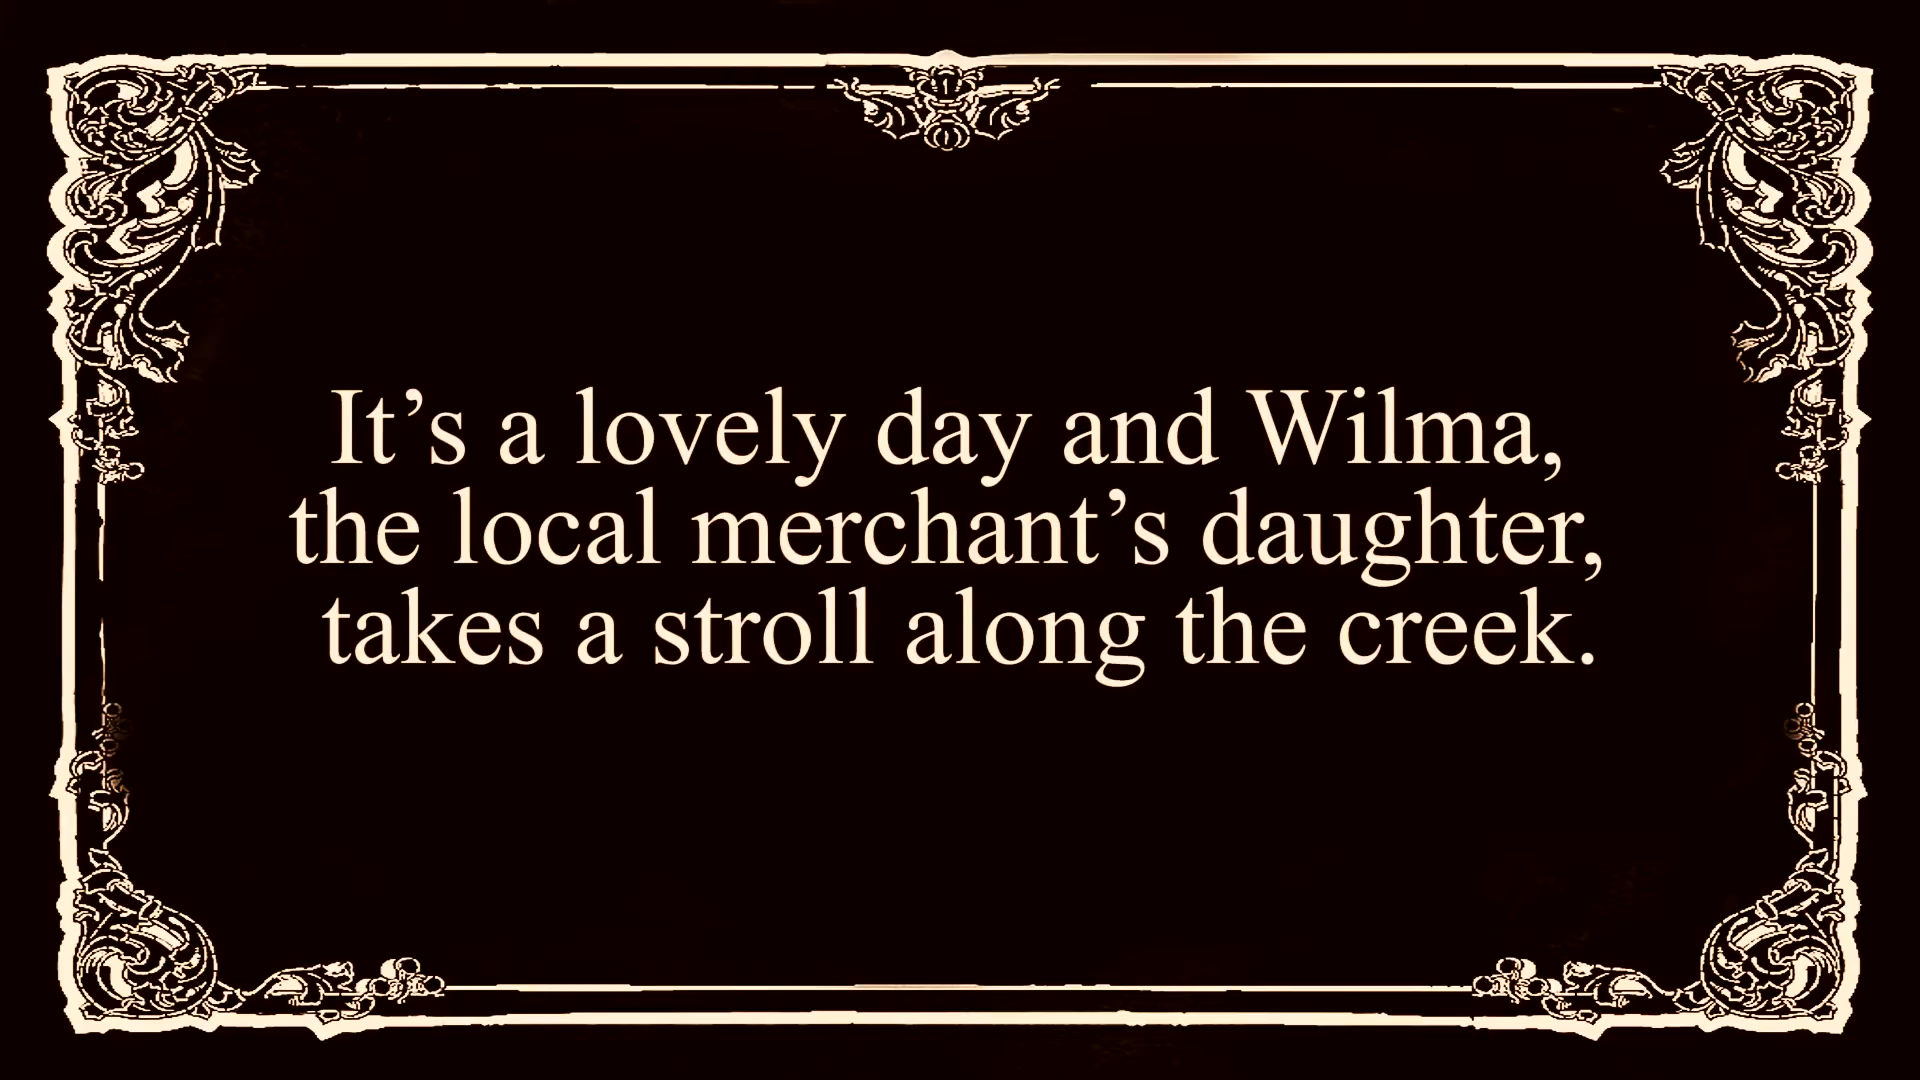 It’s a lovely day and Wilma,
the local merchant’s daughter,
takes a stroll along the creek.